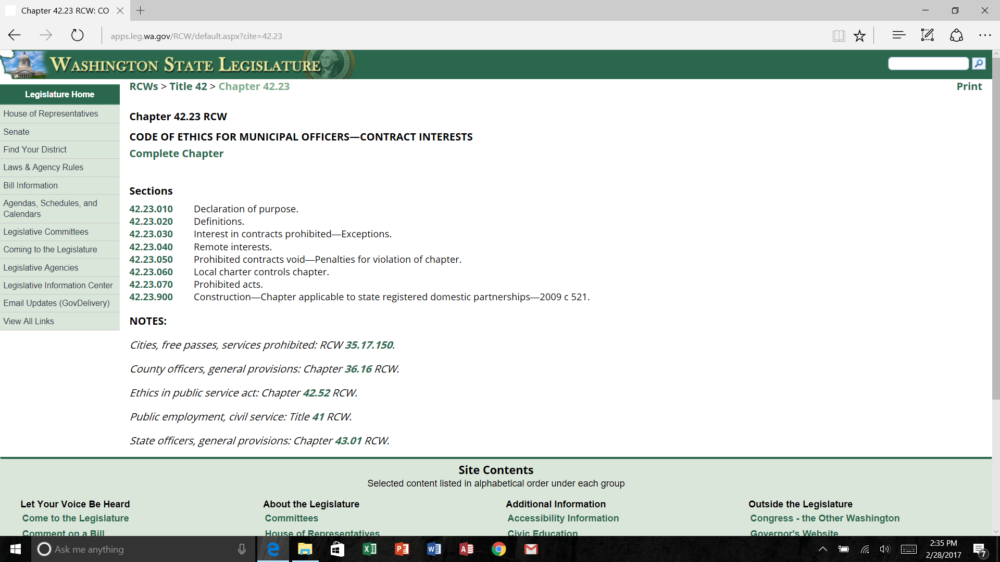 Chapter 42.23 RCW: CO
apps.leg.wa.gov/RCW/default.aspx?cite=42.23
WASHINGTON STATE LEGISLATURE
RCWs > Title 42 > Chapter 42.23
Print
Legislature Home
House of Representatives
Senate
Find Your District
Laws & Agency Rules
Bill Information
Agendas, Schedules, and
Calendars
Legislative Committees
Coming to the Legislature
Legislative Agencies
Legislative Information Center
Email Updates (GovDelivery)
View All Links
Chapter 42.23 RCW
CODE OF ETHICS FOR MUNICIPAL OFFICERS—CONTRACT INTERESTS
Complete Chapter
Sections
42.23.010 Declaration of purpose.
42.23.020 Definitions.
42.23.030 Interest in contracts prohibited—Exceptions.
42.23.040 Remote interests.
42.23.050 Prohibited contracts void—Penalties for violation of chapter.
42.23.060 Local charter controls chapter.
42.23.070 Prohibited acts.
42.23.900 Construction—Chapter applicable to state registered domestic partnerships—2009 c 521.
NOTES:
Cities, free passes, services prohibited: RCW 35.17.150.
County officers, general provisions: Chapter 36.16 RCW.
Ethics in public service act: Chapter 42.52 RCW.
Public employment, civil service: Title 41 RCW.
State officers, general provisions: Chapter 43.01 RCW.
Site Contents
Selected content listed in alphabetical order under each group
Let Your Voice Be Heard
Come to the Legislature
Comment on a Bill
About the Legislature
Committees
House of Representatives
Additional Information
Accessibility Information
Civic Education
Outside the Legislature
Congress - the Other Washington
Governor's Website
Ask me anything
2:35 PM
2/28/2017
7